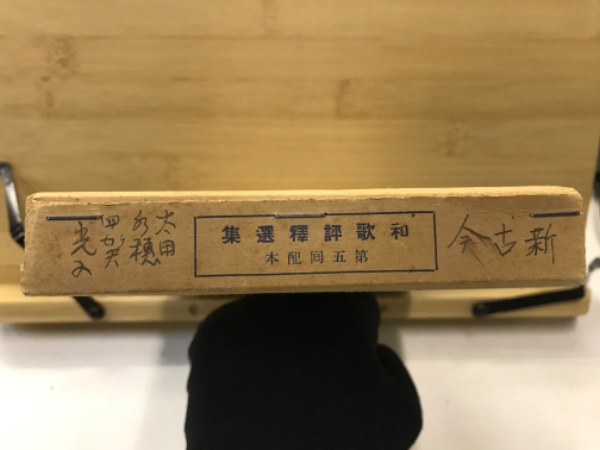 新古今
和歌評釋選集
第五回配本
太田
水穂
四賀
光子